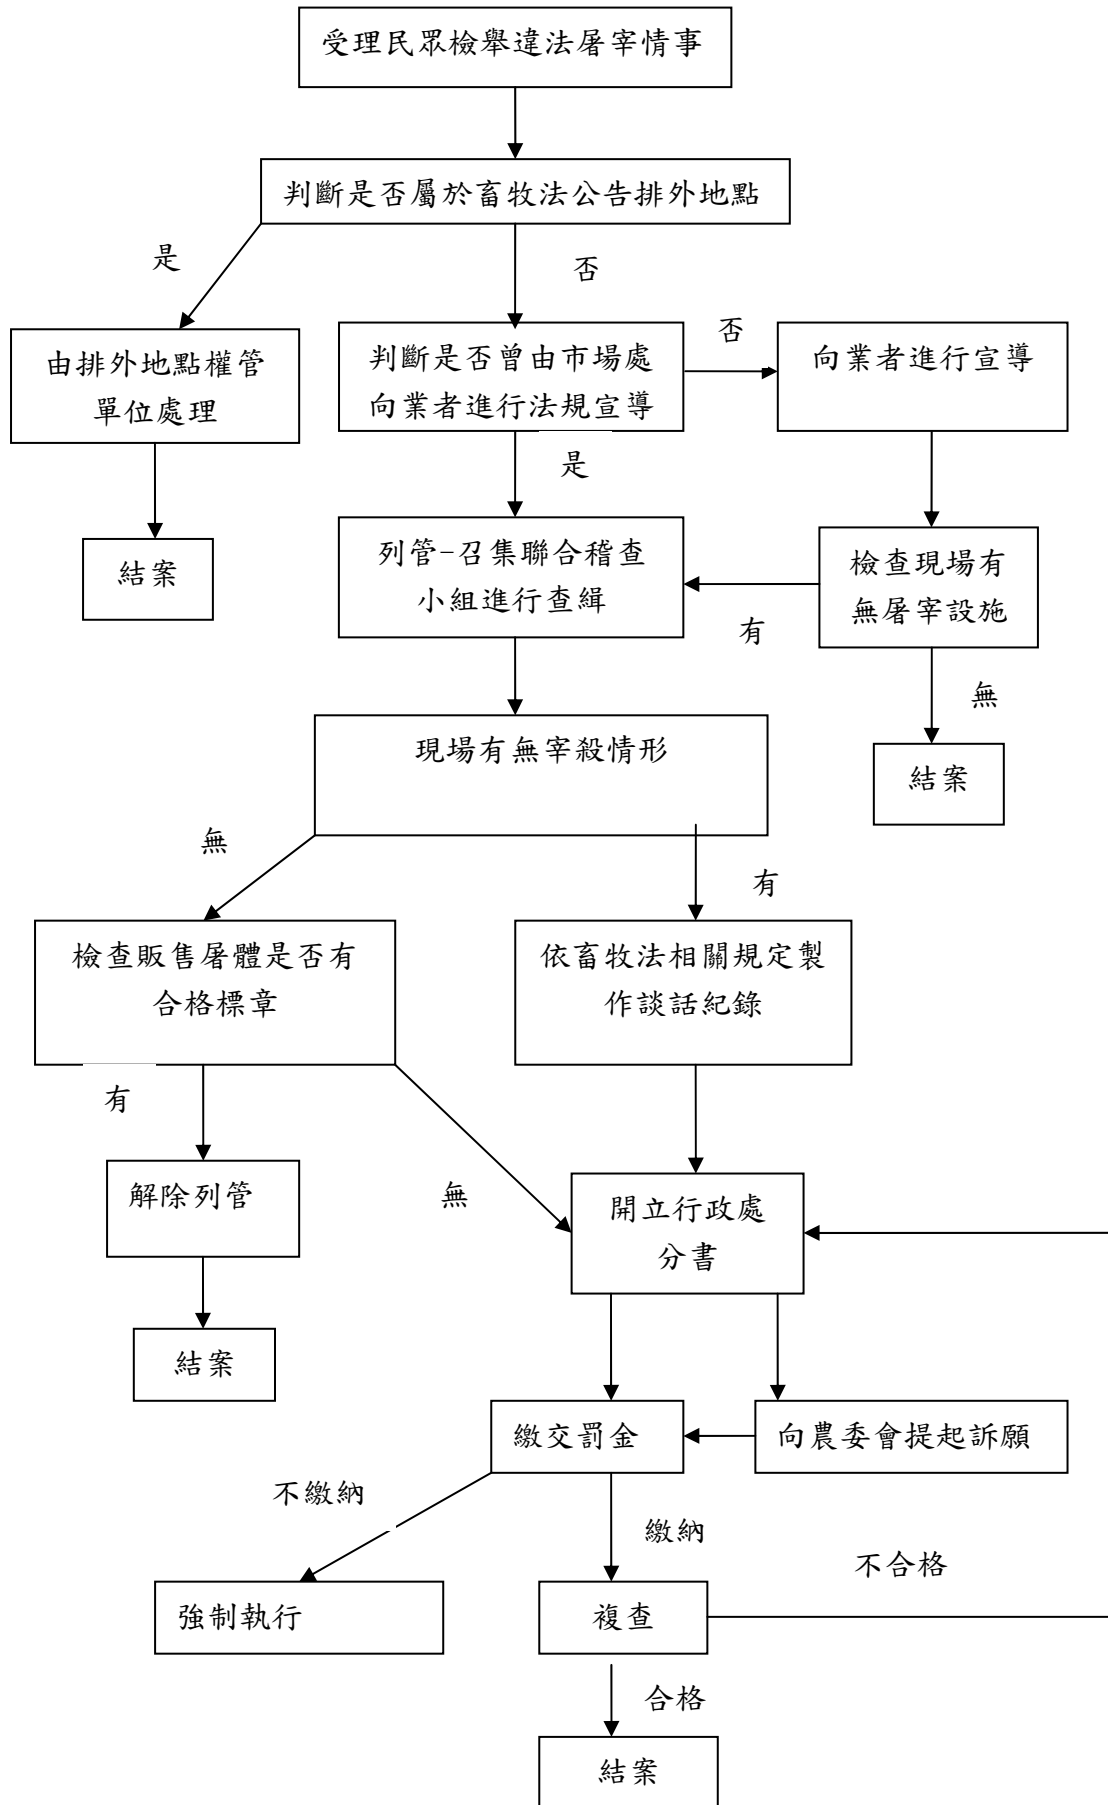 受理民眾檢舉違法屠宰情事
判斷是否屬於畜牧法公告排外地點
是
否
由排外地點權管
單位處理
判斷是否曾由市場處
向業者進行法規宣導
否
向業者進行宣導
是
結案
列管-召集聯合稽查
小組進行查緝
有
檢查現場有
無屠宰設施
無
結案
現場有無宰殺情形
無
有
檢查販售屠體是否有
合格標章
依畜牧法相關規定製
作談話紀錄
有
無
解除列管
開立行政處
分書
結案
繳交罰金
向農委會提起訴願
不繳納
繳納
不合格
強制執行
複查
合格
結案